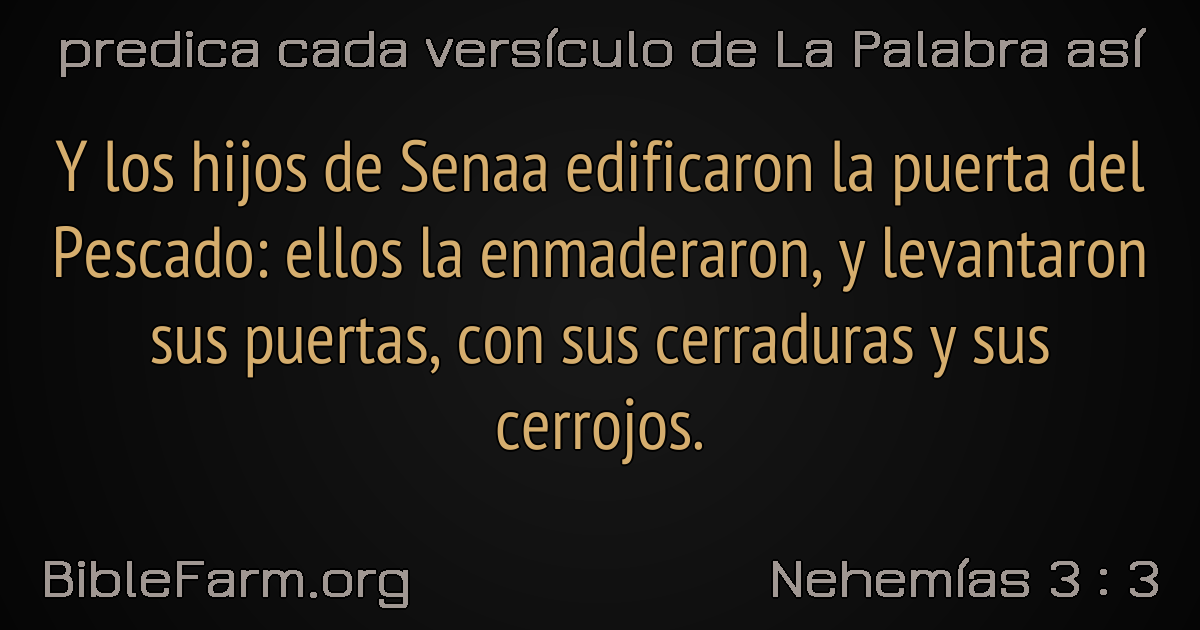 predica cada versículo de La Palabra así
Y los hijos de Senaa edificaron la puerta del
Pescado: ellos la enmaderaron, y levantaron
sus puertas, con sus cerraduras y sus
cerrojos.
BibleFarm.org
Nehemías 3 : 3